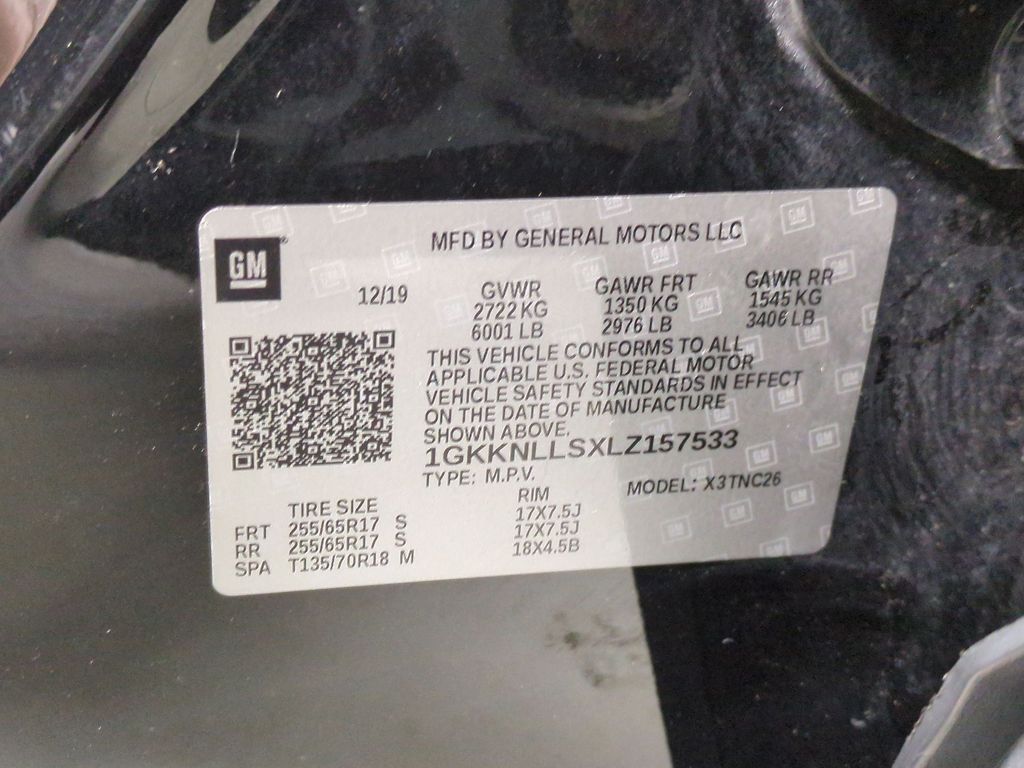 GM
MFD BY GENERAL MOTORS LLC
12/19
GVWR
2722 KG
6001 LB
GAWR FRT
1350 KG
2976 LB
GAWR RR
1545 KG
3406 LB
THIS VEHICLE CONFORMS TO ALL
APPLICABLE U.S. FEDERAL MOTOR
VEHICLE SAFETY STANDARDS IN EFFECT
ON THE DATE OF MANUFACTURE
SHOWN ABOVE.
1GKKNLLSXLZ157533
TYPE: M.P.V.
MODEL: X3TNC26
TIRE SIZE RIM
FRT 255/65R17 S 17X7.5J
RR 255/65R17 S 17X7.5J
SPA T135/70R18 M 18X4.5B